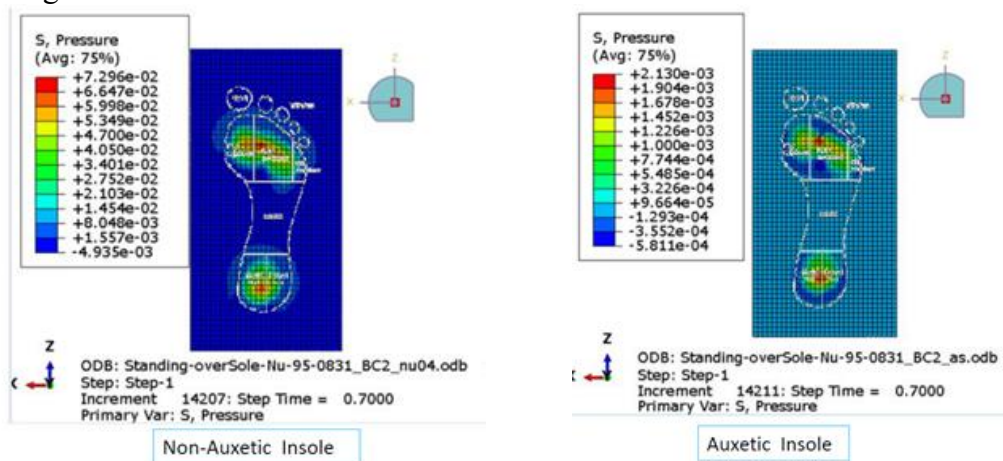 S, Pressure
(Avg: 75%)
+7.296e-02
+6.647e-02
+5.998e-02
+5.349e-02
+4.700e-02
+4.050e-02
+3.401e-02
+2.752e-02
+2.103e-02
+1.454e-02
+8.048e-03
+1.557e-03
-4.935e-03
Z
X
Z
ODB: Standing-overSole-Nu-95-0831_BC2_nu04.odb
Step: Step-1
Increment 14207: Step Time = 0.7000
Primary Var: S, Pressure
Non-Auxetic Insole
S, Pressure
(Avg: 75%)
+2.130e-03
+1.904e-03
+1.678e-03
+1.452e-03
+1.226e-03
+1.000e-03
+7.744e-04
+5.485e-04
+3.226e-04
+9.664e-05
-1.293e-04
-3.552e-04
-5.811e-04
Z
X
Z
ODB: Standing-overSole-Nu-95-0831_BC2_as.odb
Step: Step-1
Increment 14211: Step Time = 0.7000
Primary Var: S, Pressure
Auxetic Insole